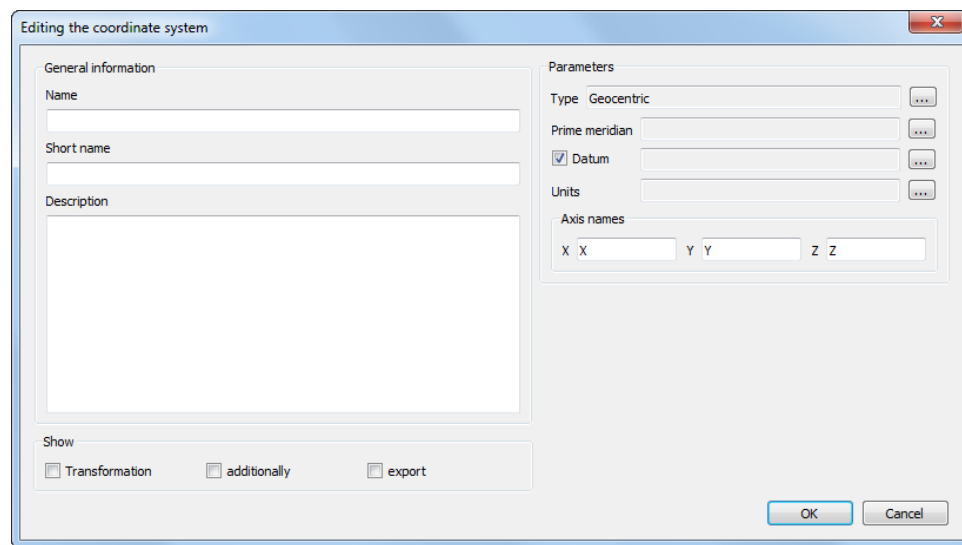 Editing the coordinate system
General information
Name
Short name
Description
Show
Transformation additionally export
Parameters
Type Geocentric ...
Prime meridian ...
Datum ...
Units ...
Axis names
X X Y Y Z Z
OK Cancel